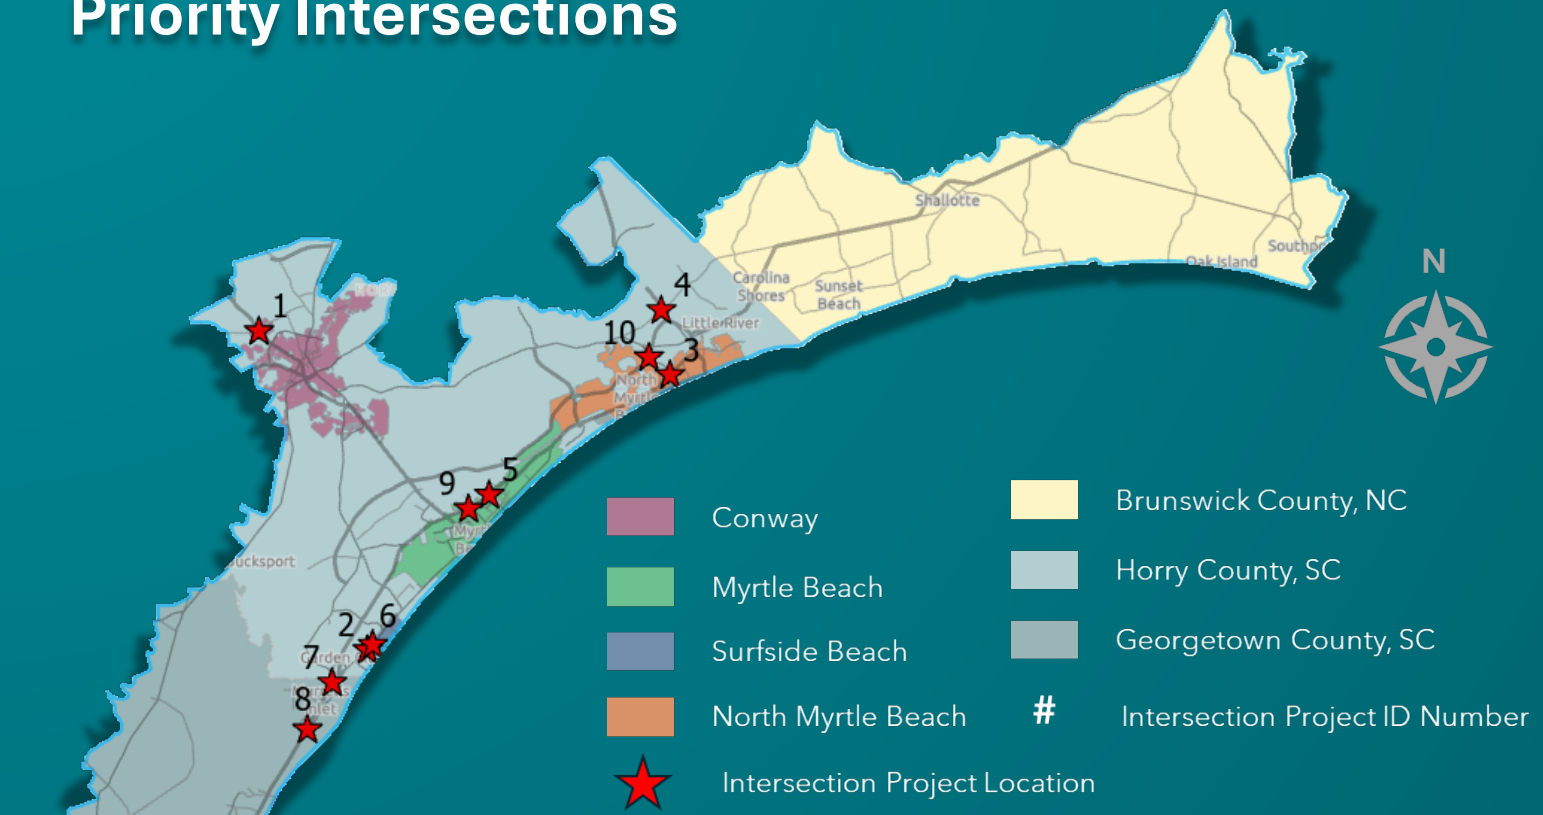 Priority Intersections
N
Shallotte
Oak Island
Carolina
Shores
Sunset
Beach
1
4
Little River
10
3
North
5
9
2
6
7
8
Garden
Conway
Myrtle Beach
Surfside Beach
North Myrtle Beach
Intersection Project Location
Brunswick County, NC
Horry County, SC
Georgetown County, SC
# Intersection Project ID Number